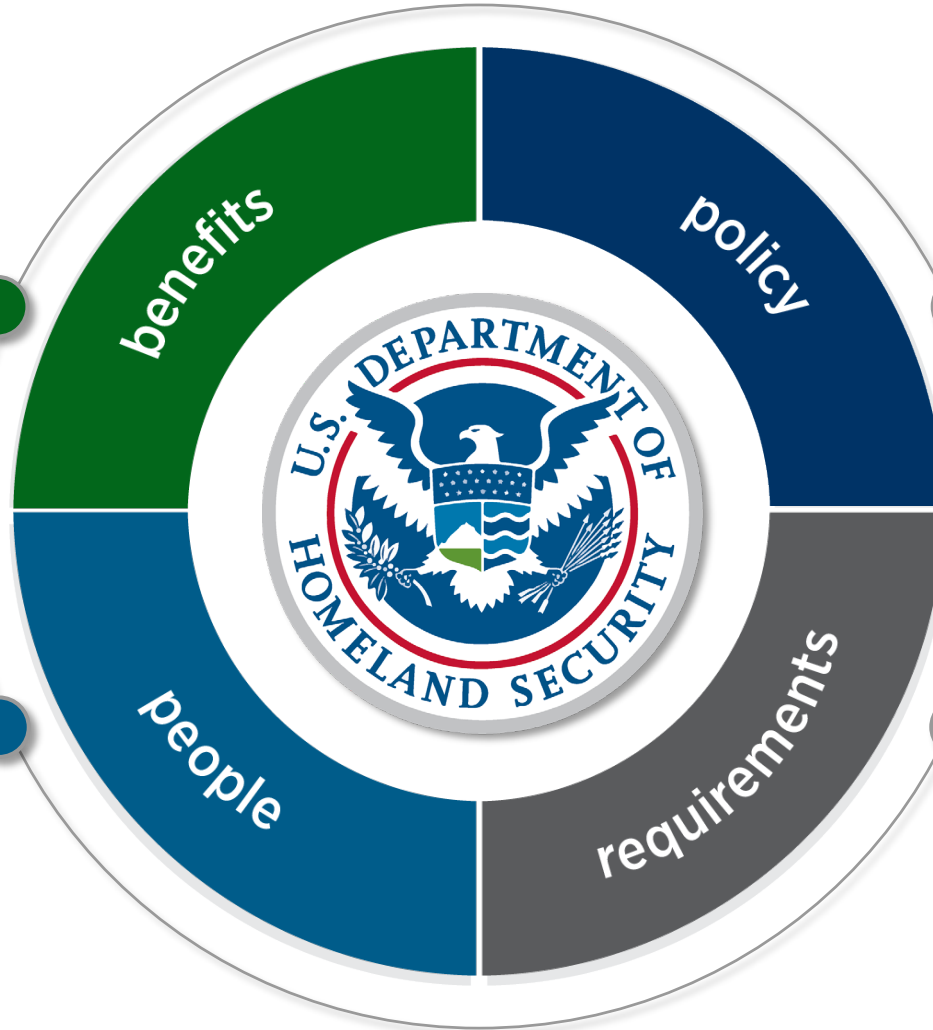 benefits
policy
U.S. DEPARTMENT OF
HOMELAND SECURITY
people
requirements